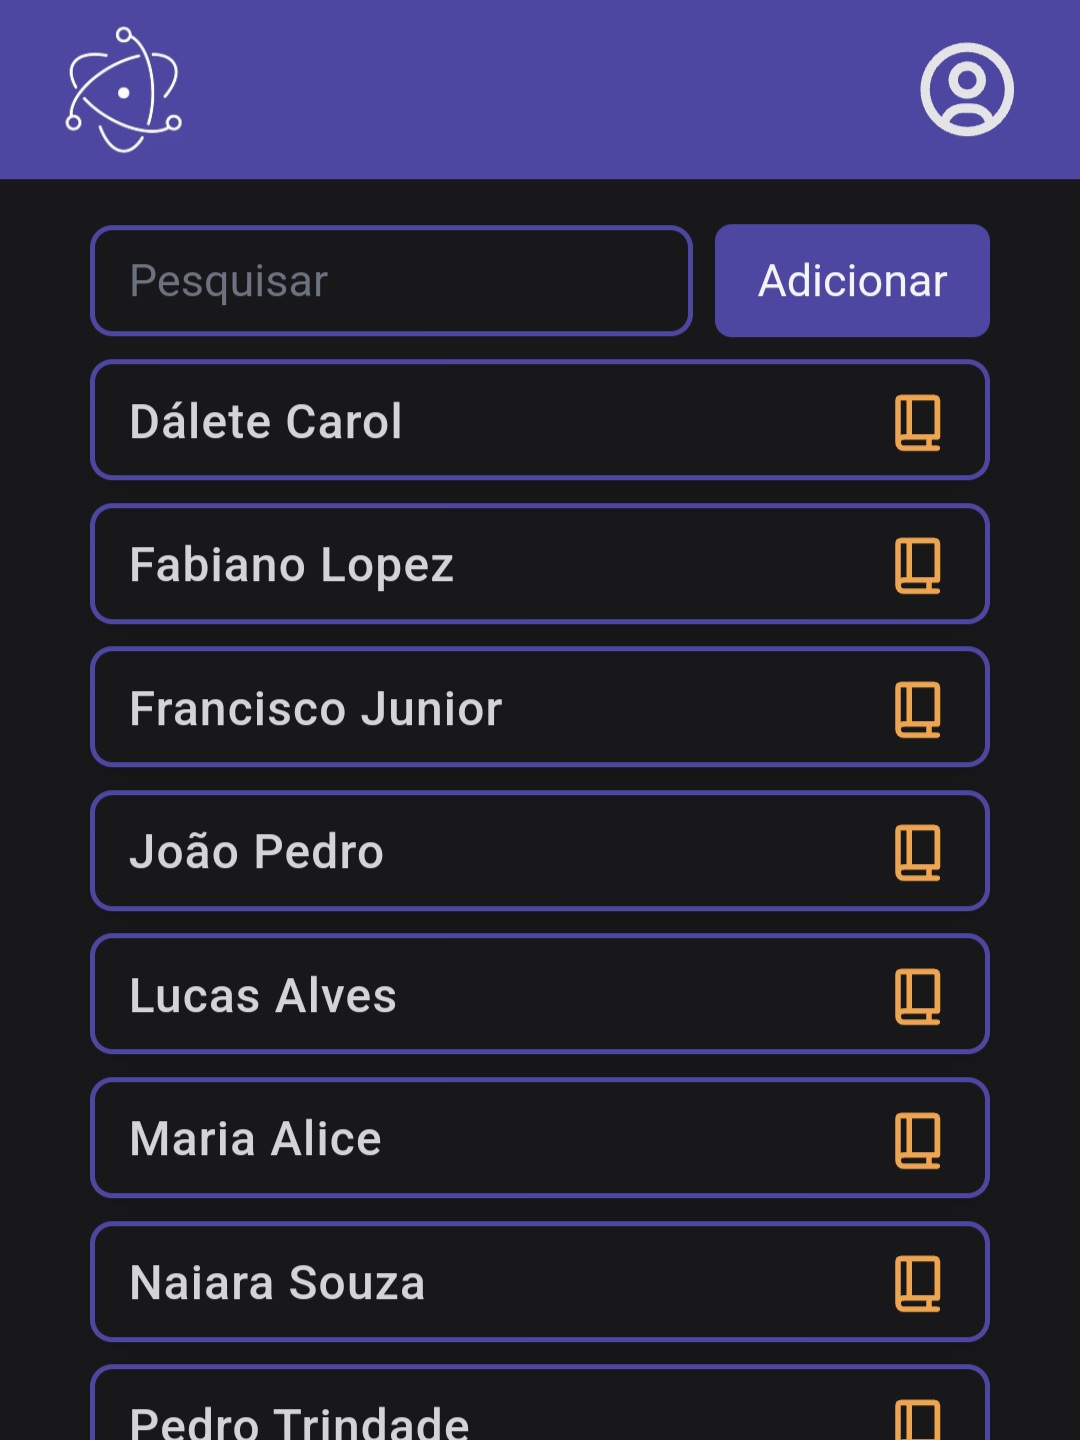 Pesquisar
Adicionar
Dálete Carol
Fabiano Lopez
Francisco Junior
João Pedro
Lucas Alves
Maria Alice
Naiara Souza
Pedro Trindade